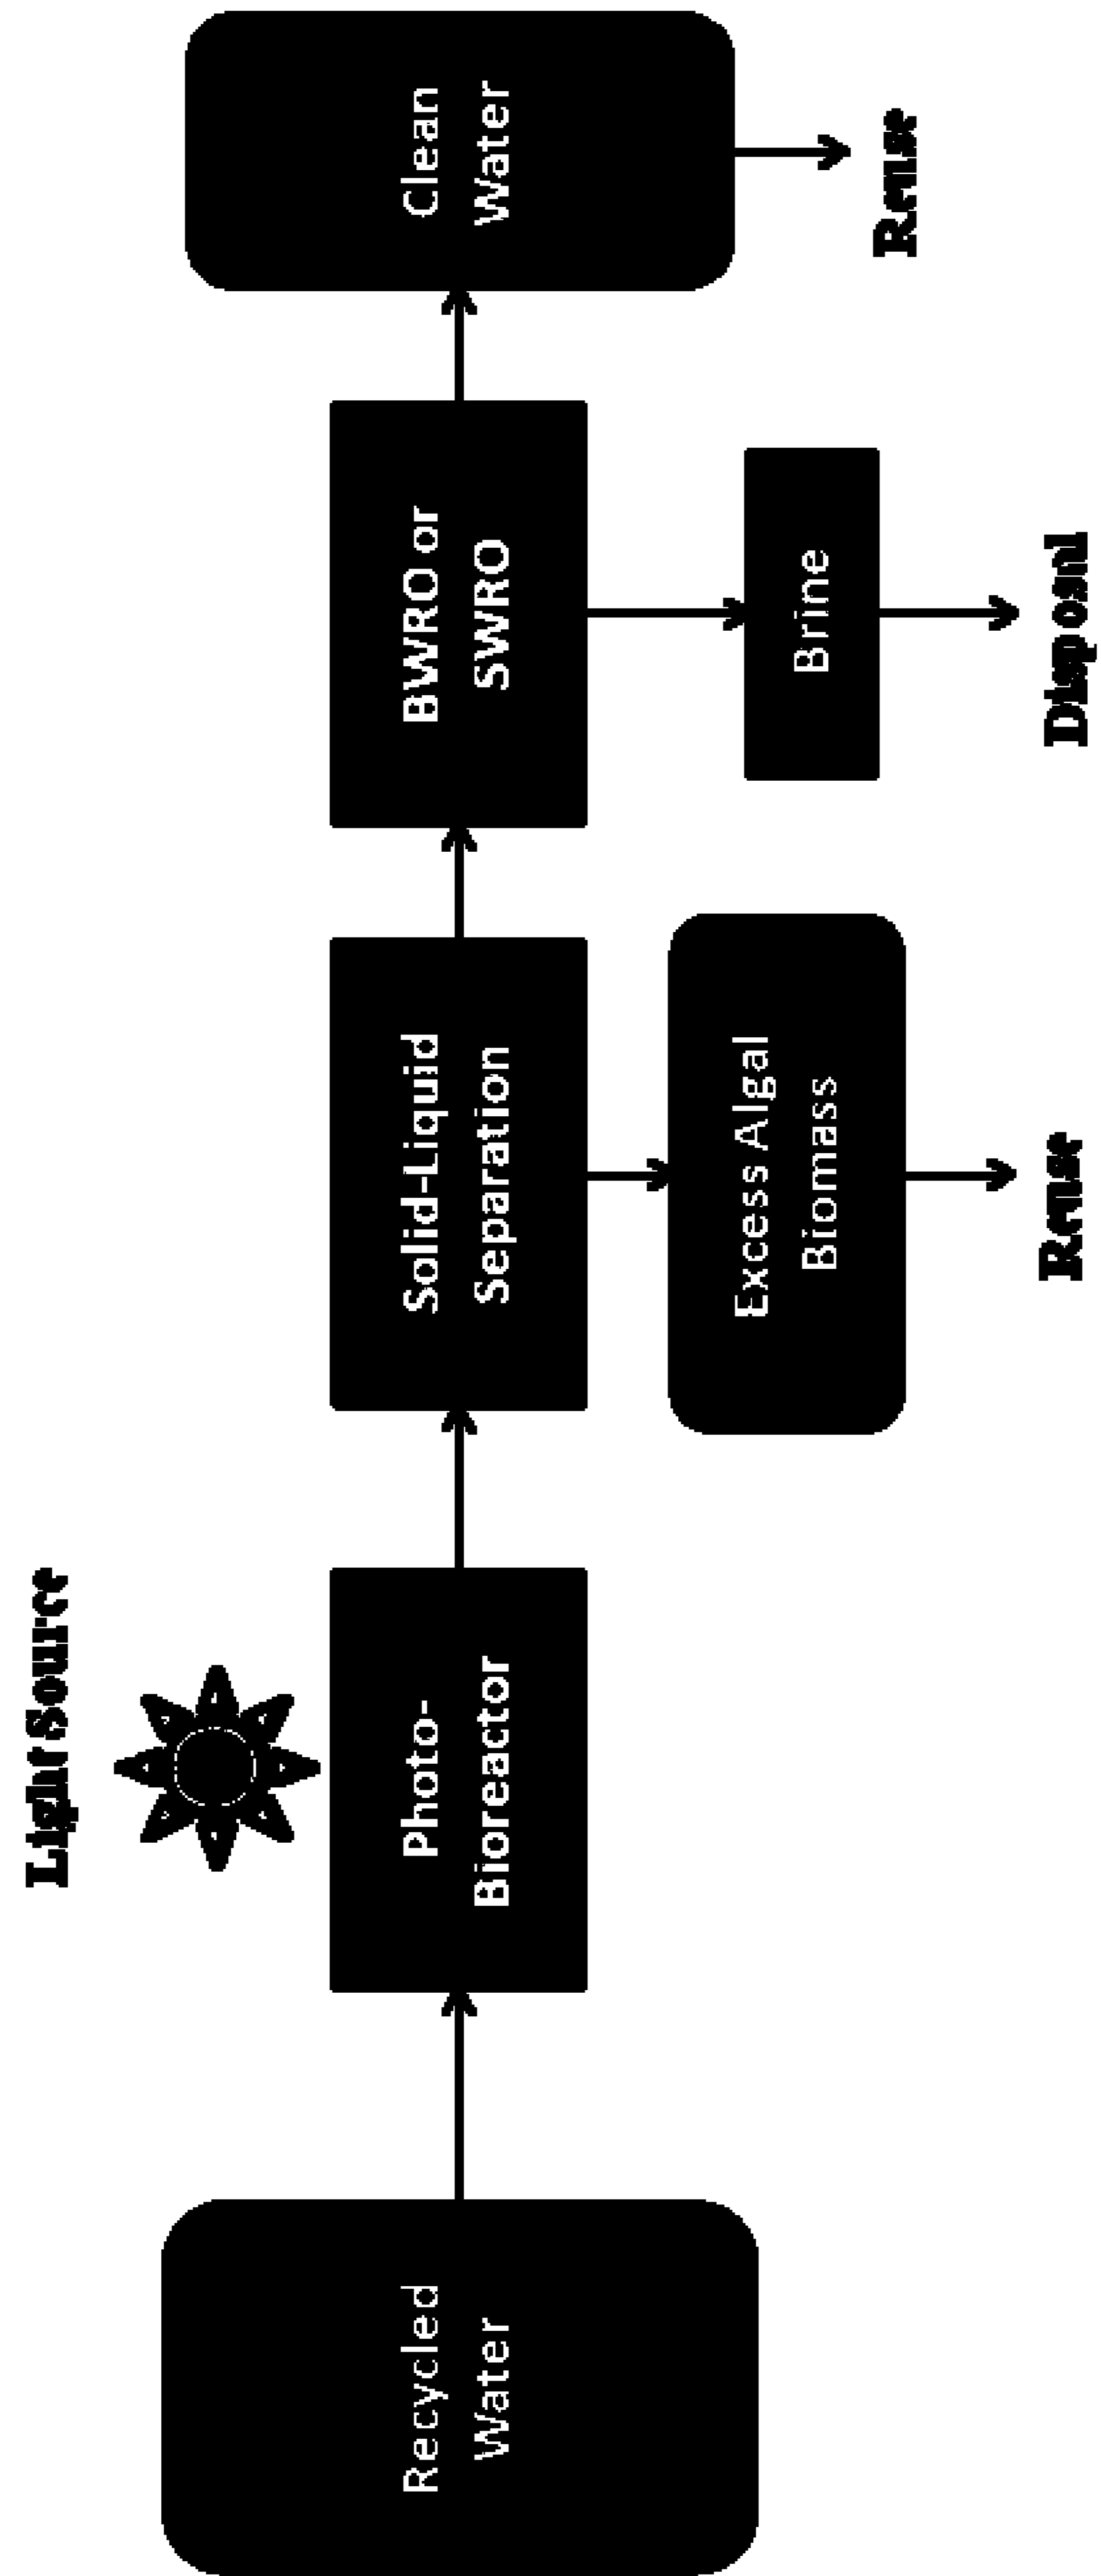 Light Source
Recycled
Water
Photo-
Bioreactor
Solid-Liquid
Separation
BWRO or
SWRO
Clean
Water
Excess Algal
Biomass
Brine
Reuse
Reuse
Disposal